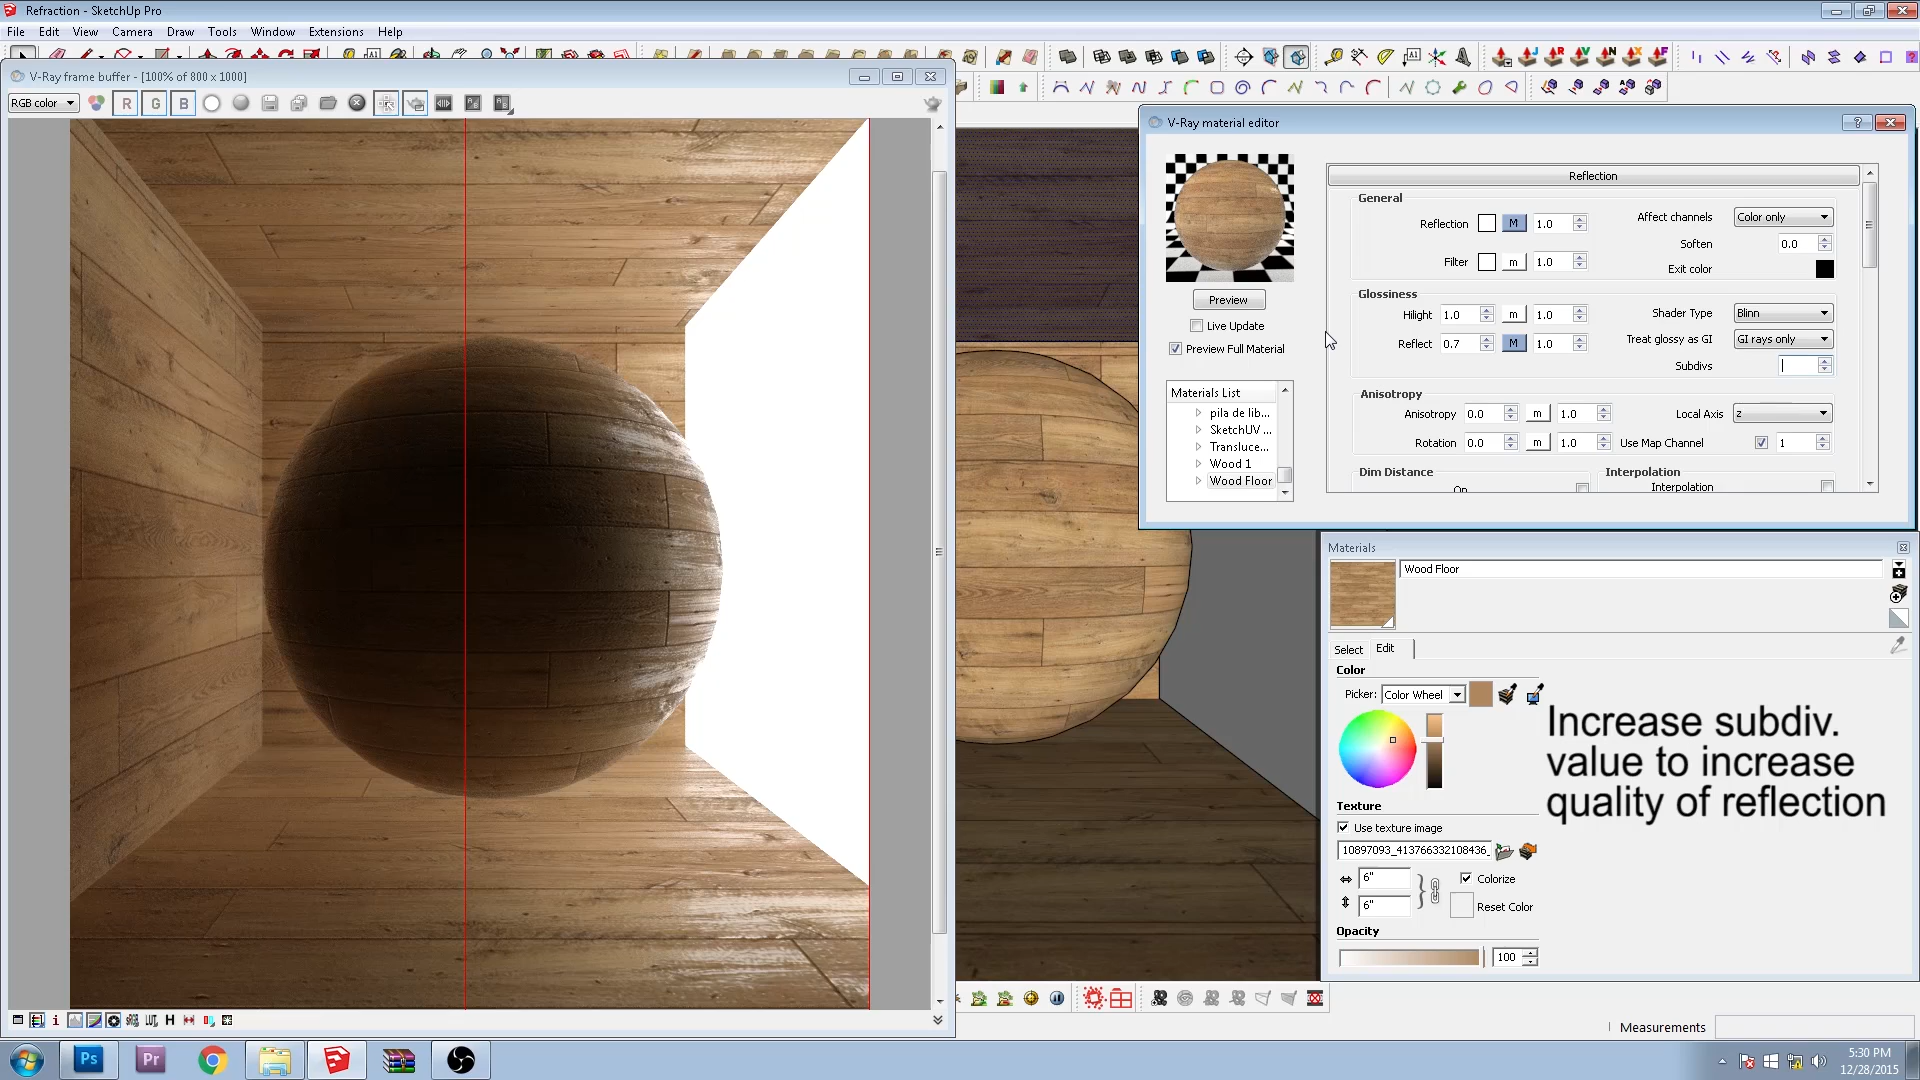 Refraction - SketchUp Pro
File Edit View Camera Draw Tools Window Extensions Help
V-Ray frame buffer - [100% of 800 x 1000]
RGB color R G B
V-Ray material editor
Reflection
General
Reflection M 1.0 Affect channels Color only
Soften 0.0
Filter m 1.0 Exit color
Glossiness
Hilight 1.0 m 1.0 Shader Type Blinn
Reflect 0.7 M 1.0 Treat glossy as GI GI rays only
Subdivs
Anisotropy
Anisotropy 0.0 m 1.0 Local Axis z
Rotation 0.0 m 1.0 Use Map Channel 1
Dim Distance Interpolation
On Interpolation
Preview
Live Update
Preview Full Material
Materials List
pila de lib...
SketchUV ...
Transluce...
Wood 1
Wood Floor
Materials
Wood Floor
Select Edit
Color
Picker: Color Wheel
Texture
Use texture image
10897093_413766332108436_
6" Colorize
6" Reset Color
Opacity
100
Increase subdiv.
value to increase
quality of reflection
Measurements
Ps Pr
5:30 PM
12/28/2015